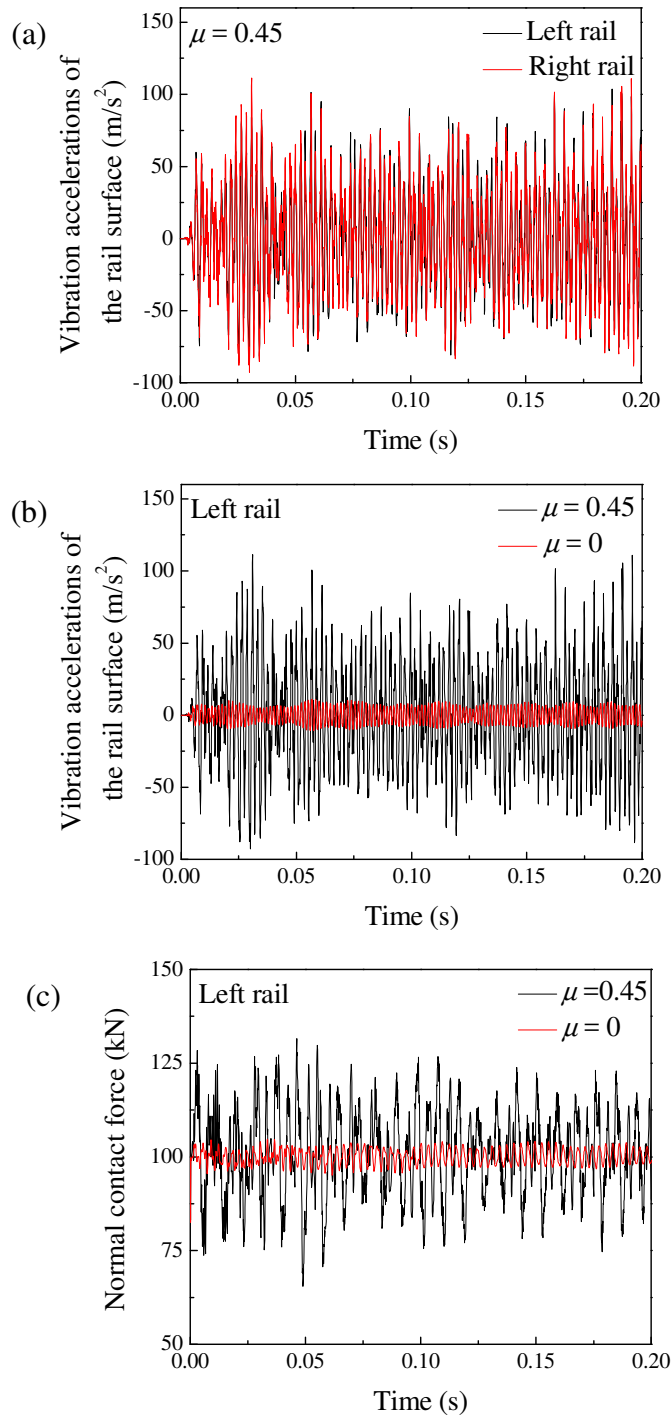 (a)
μ = 0.45
Left rail
Right rail
Vibration accelerations of
the rail surface (m/s²)
150
100
50
0
-50
-100
0.00 0.05 0.10 0.15 0.20
Time (s)
(b)
Left rail
μ = 0.45
μ = 0
Vibration accelerations of
the rail surface (m/s²)
150
100
50
0
-50
-100
0.00 0.05 0.10 0.15 0.20
Time (s)
(c)
Left rail
μ =0.45
μ = 0
Normal contact force (kN)
150
125
100
75
50
0.00 0.05 0.10 0.15 0.20
Time (s)